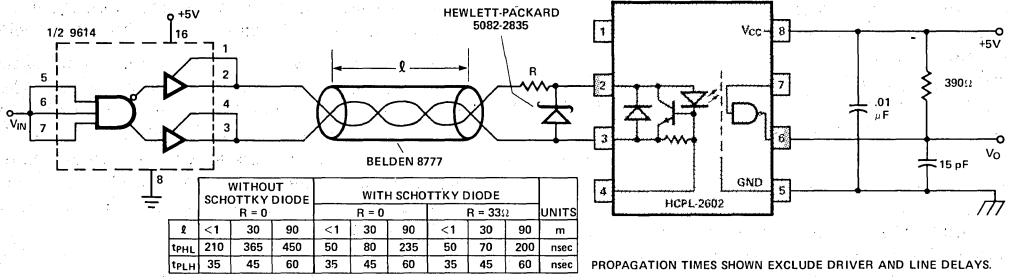 +5V
HEWLETT-PACKARD
5082-2835
1/2 9614
16
1
VCC
8
+5V
5
2
ℓ
R
2
7
390Ω
6
4
.01
µF
VIN
7
3
3
6
VO
BELDEN 8777
15 pF
8
4
GND
5
HCPL-2602
WITHOUT SCHOTTKY DIODE R = 0 WITH SCHOTTKY DIODE
R = 0 R = 33Ω UNITS
ℓ <1 30 90 <1 30 90 <1 30 90 m
tPHL 210 365 450 50 80 235 50 70 200 nsec
tPLH 35 45 60 35 45 60 35 45 60 nsec
PROPAGATION TIMES SHOWN EXCLUDE DRIVER AND LINE DELAYS.
1